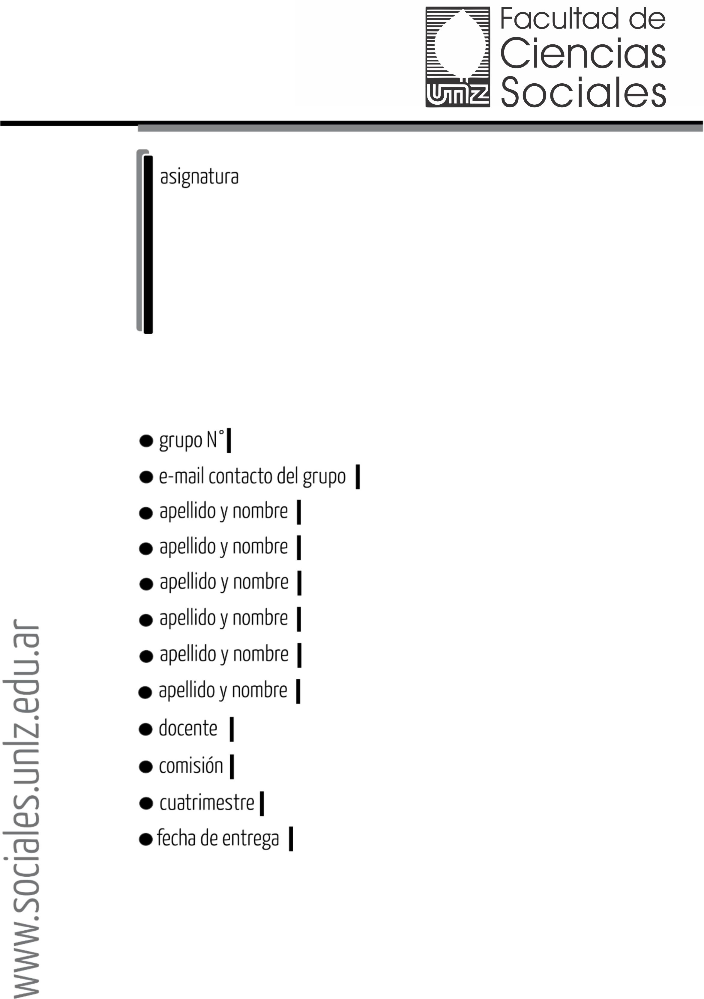 Facultad de
Ciencias
Sociales
unlz
asignatura
grupo N°
e-mail contacto del grupo
apellido y nombre
apellido y nombre
apellido y nombre
apellido y nombre
apellido y nombre
apellido y nombre
docente
comisión
cuatrimestre
fecha de entrega
www.sociales.unlz.edu.ar